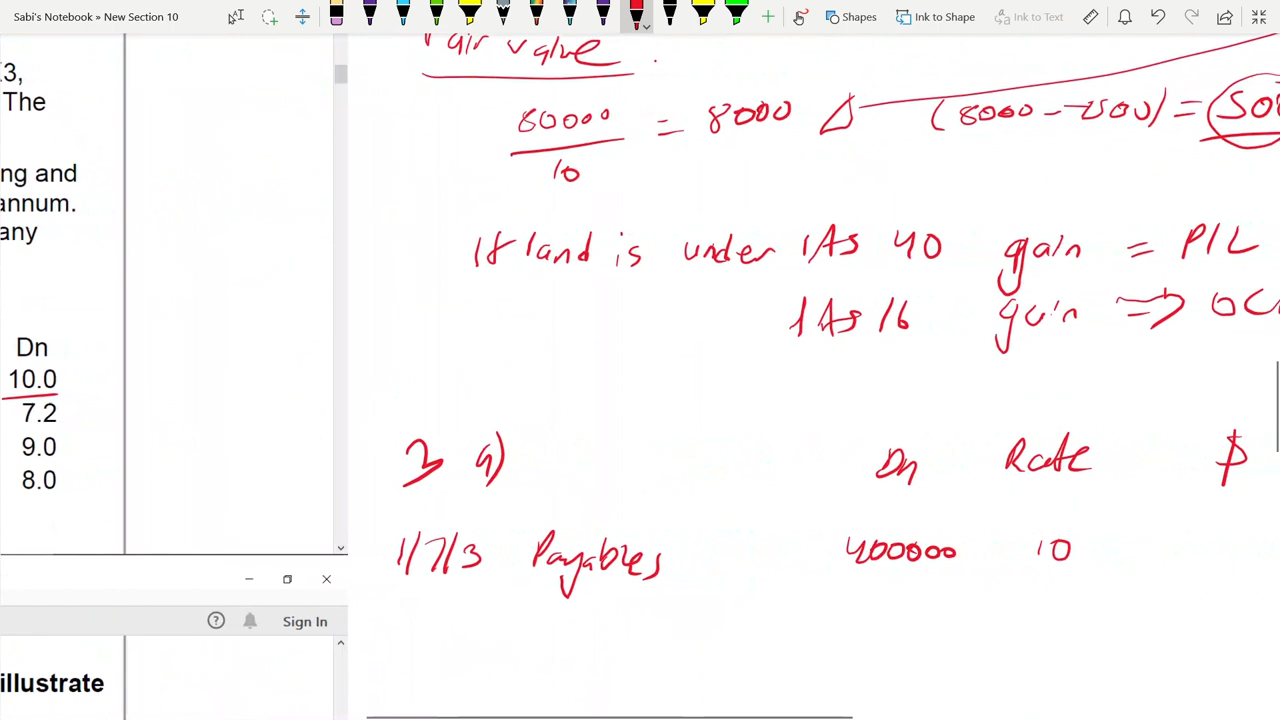 Sabi's Notebook » New Section 10
Shapes
Ink to Shape
Ink to Text
3,
The
ng and
annum.
any
Dn
10.0
7.2
9.0
8.0
Sign In
illustrate
Fair value
80000 = 8000
10
If land is under IAS 40 gain = P/L
IAS 16 gain => OC
3 a)
Dn Rate $
1/7/3 Payables 400000 10